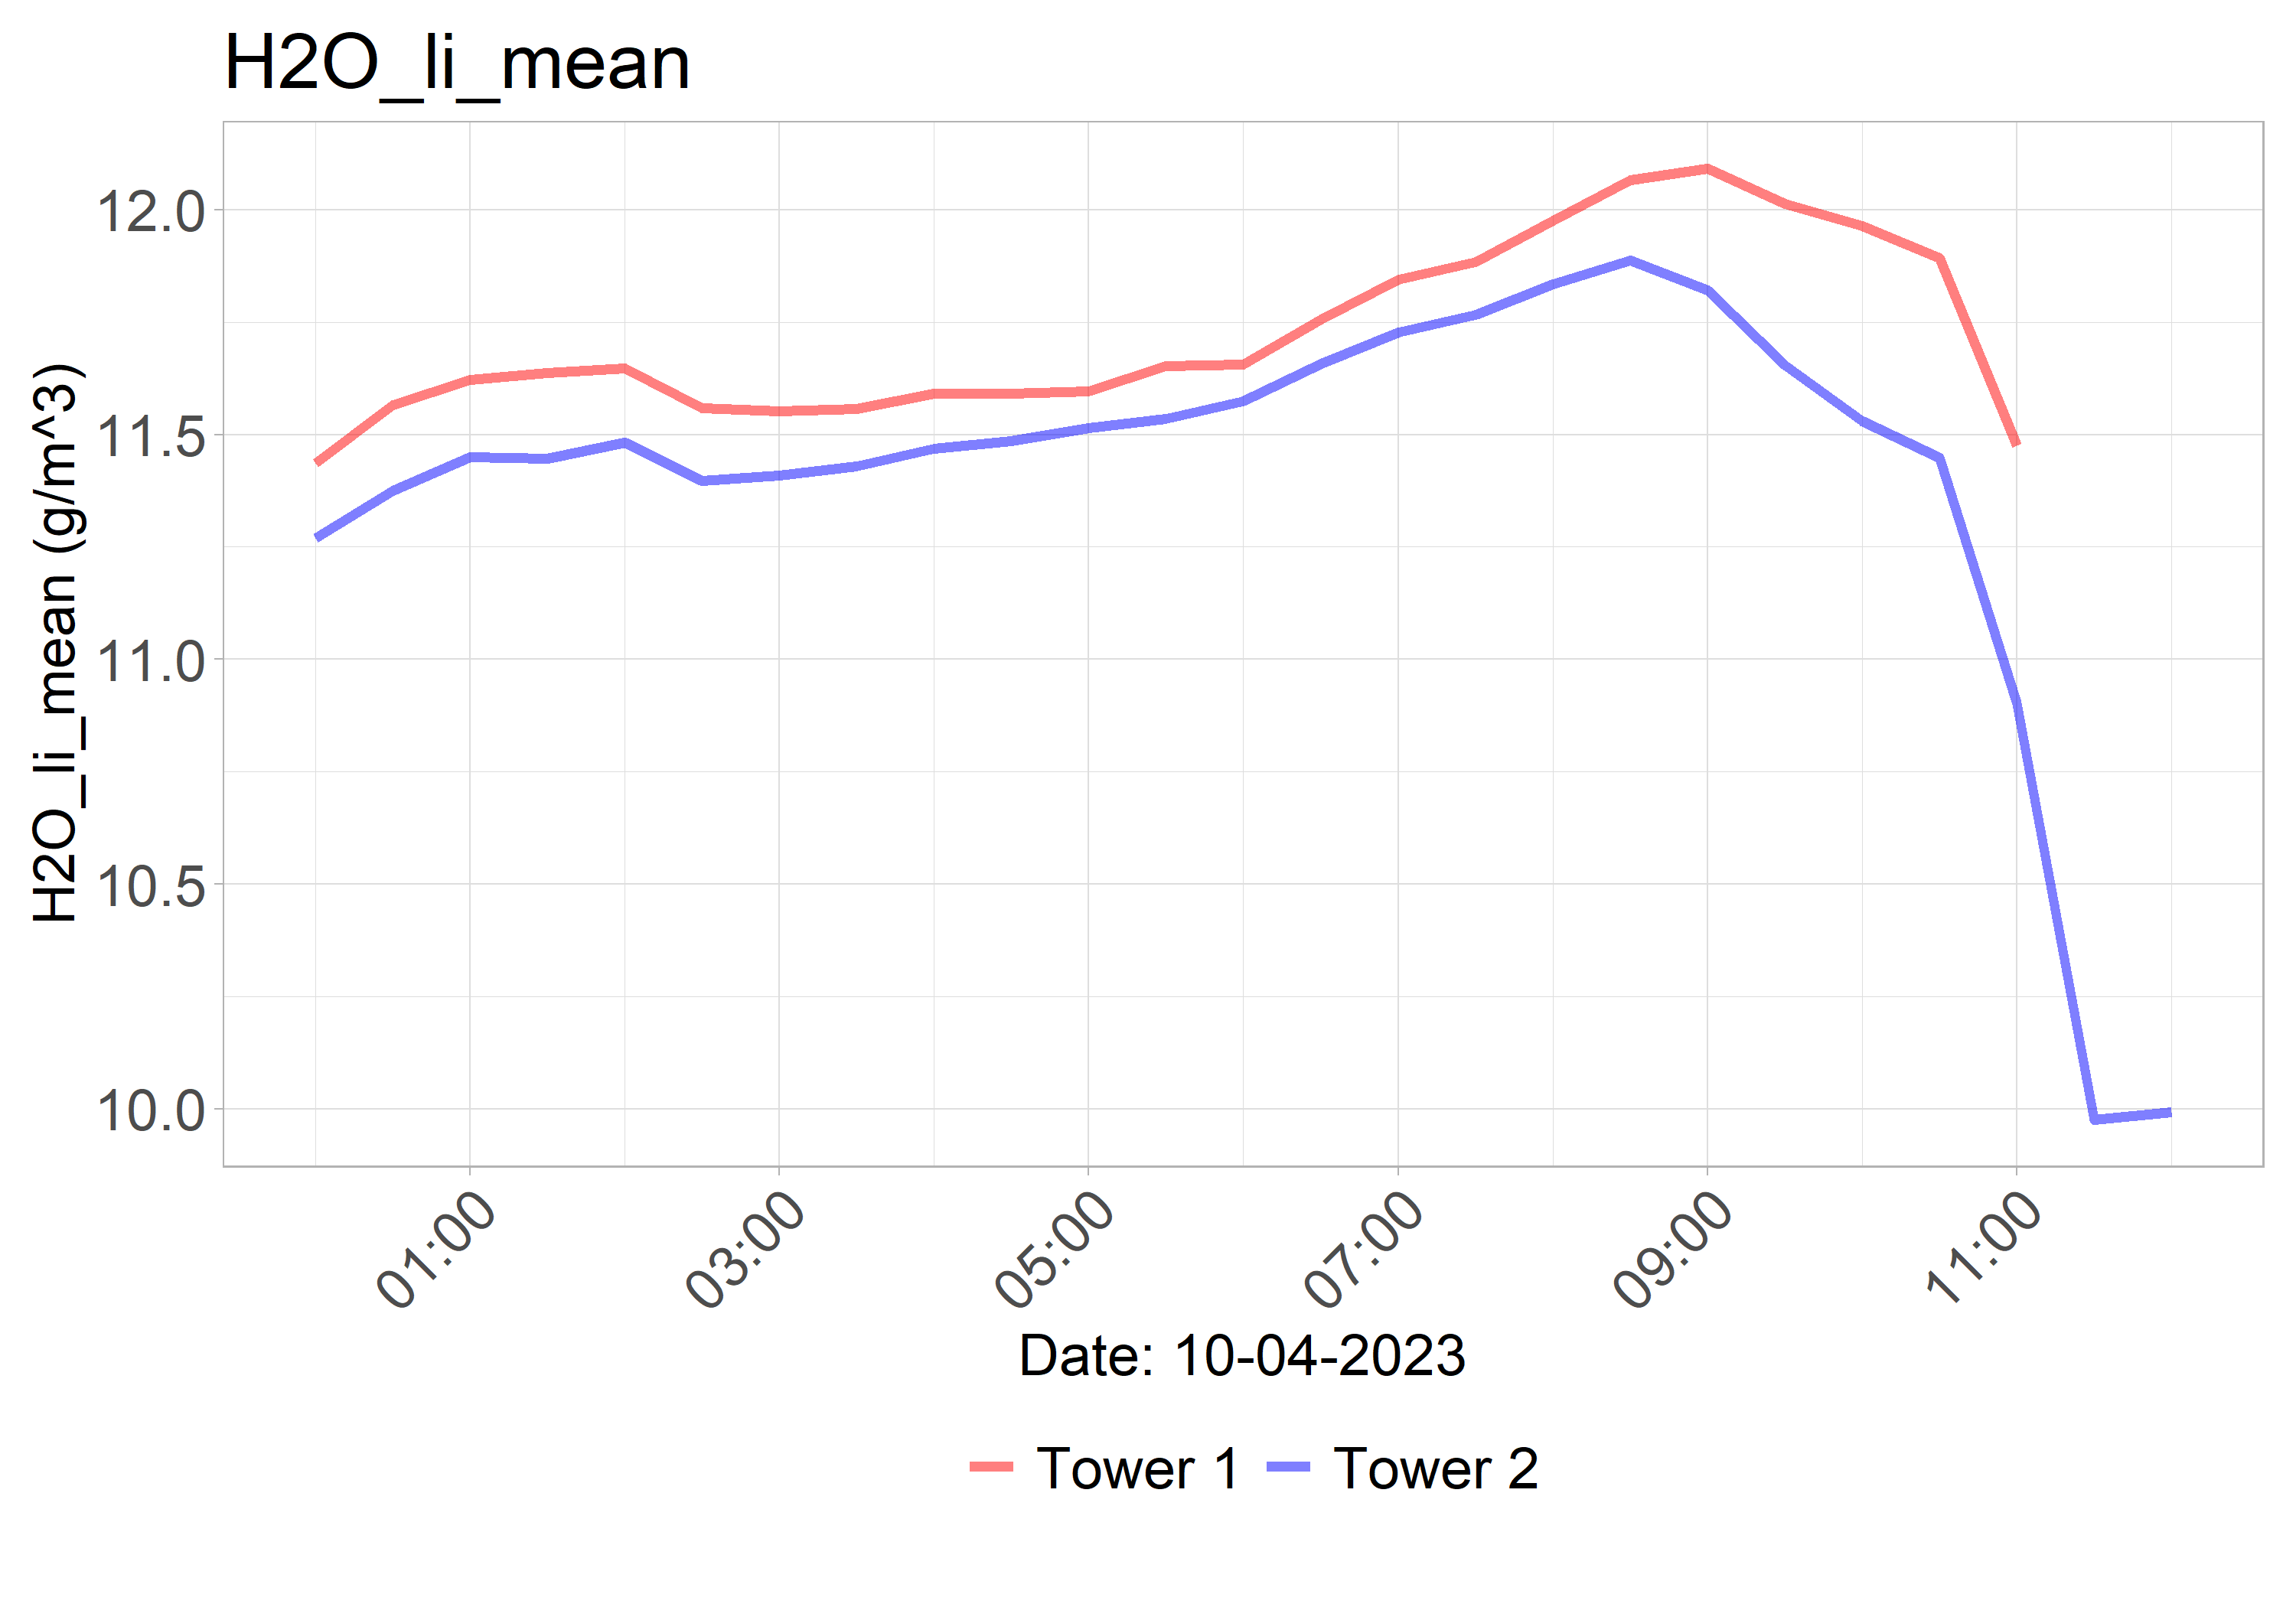 H2O_li_mean
H2O_li_mean (g/m^3)
12.0
11.5
11.0
10.5
10.0
01:00 03:00 05:00 07:00 09:00 11:00
Date: 10-04-2023
Tower 1 Tower 2